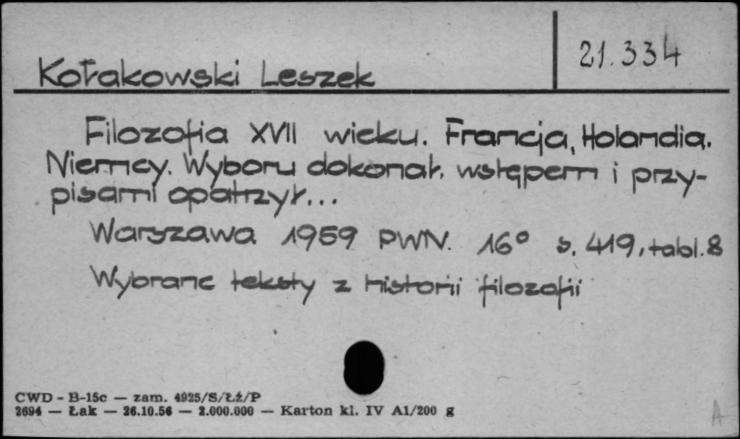 Kołakowski Leszek
21.334
Filozofia XVII wieku. Francja, Holandia.
Niemcy. Wyboru dokonał. wstępem i przy-
pisami opatrzył...
Warszawa 1959 PWN. 16° s. 419, tabl. 8
Wybrane teksty z historii filozofii
CWD - B-15c — zam. 4925/S/Łż/P
2694 — Łak — 26.10.56 — 2.000.000 — Karton kl. IV A1/200 g
A